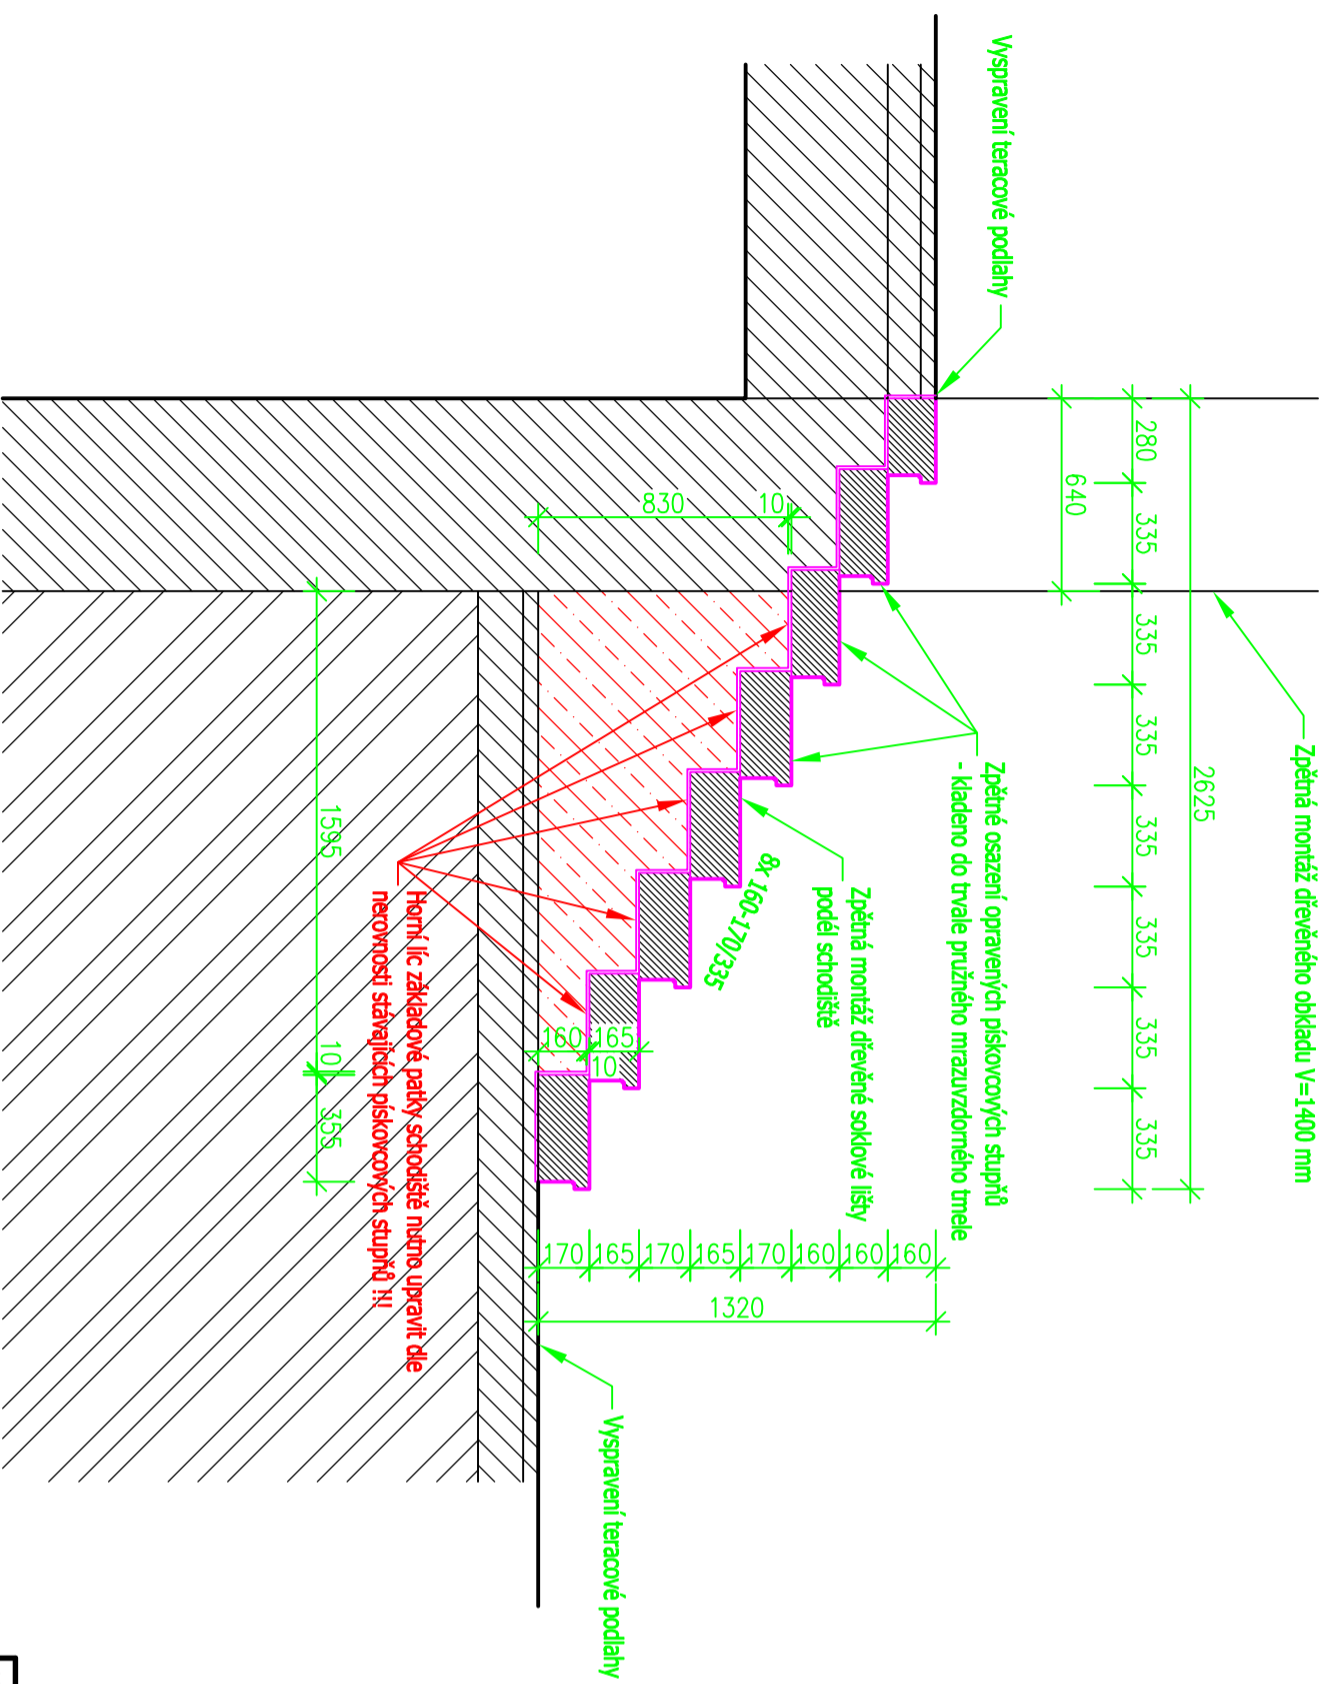 Zpětná montáž dřevěného obkladu V=1400 mm
2625
280
335
335
335
335
335
335
335
640
Vyspravení teracové podlahy
Zpětné osazení opravených pískovcových stupňů
- kladeno do trvale pružného mrazuvzdorného tmele
Zpětná montáž dřevěné soklové lišty
podél schodiště
8x 160-170/335
830
10
160
165
10
170
165
170
165
170
160
160
160
1320
Vyspravení teracové podlahy
Horní líc základové patky schodiště nutno upravit dle
nerovnosti stávajících pískovcových stupňů !!!
1595
10
355